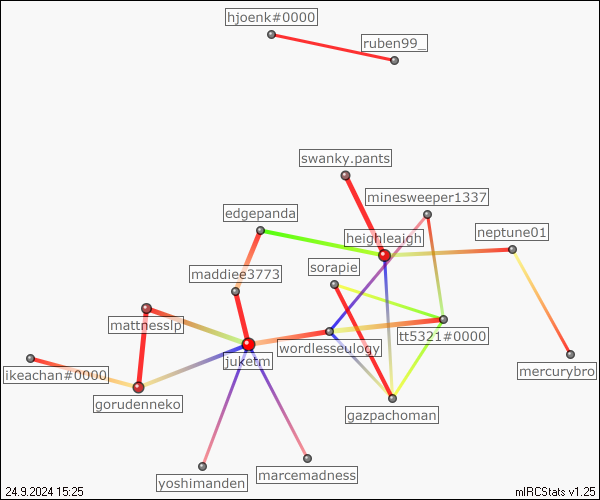 hjoenk#0000
ruben99_
swanky.pants
minesweeper1337
edgepanda
heighleaigh
neptune01
sorapie
maddiee3773
mattnesslp
tt5321#0000
wordlesseulogy
juketm
ikeachan#0000
mercurybro
gorudenneko
gazpachoman
marcemadness
yoshimanden
24.9.2024 15:25
mIRCStats v1.25